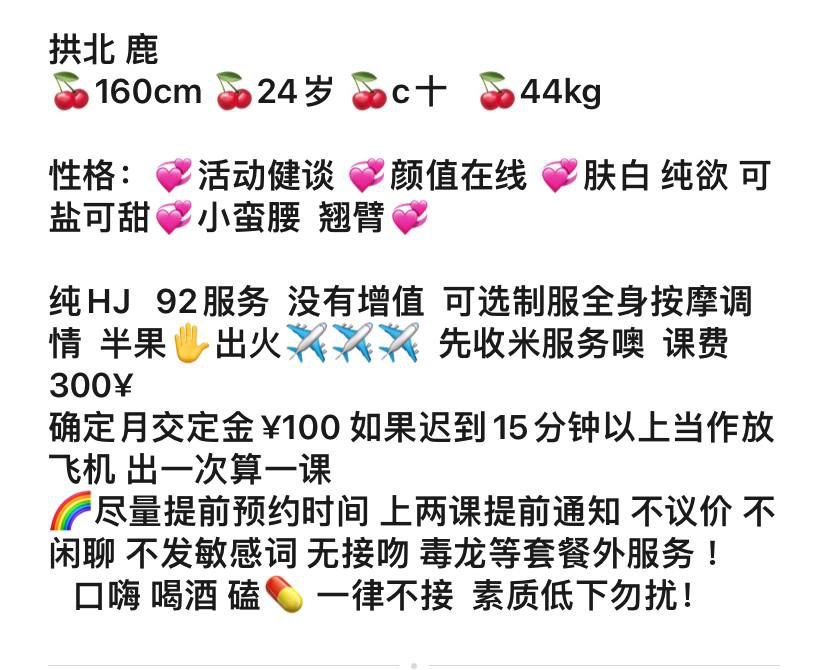 拱北 鹿
🍒160cm 🍒24岁 🍒c十 🍒44kg
性格：💞活动健谈 💞颜值在线 💞肤白 纯欲 可
盐可甜💞小蛮腰 翘臂💞
纯HJ 92服务 没有增值 可选制服全身按摩调
情 半果✋出火✈️✈️✈️ 先收米服务噢 课费
300¥
确定月交定金¥100 如果迟到15分钟以上当作放
飞机 出一次算一课
🌈尽量提前预约时间 上两课提前通知 不议价 不
闲聊 不发敏感词 无接吻 毒龙等套餐外服务！
口嗨 喝酒 磕💊 一律不接 素质低下勿扰！